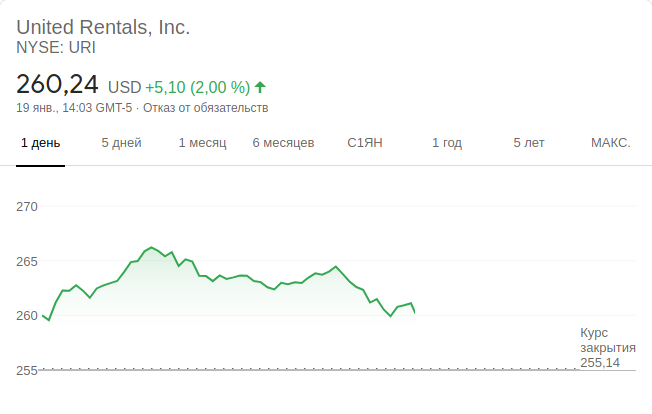 United Rentals, Inc.
NYSE: URI
260,24 USD +5,10 (2,00 %)
19 янв., 14:03 GMT-5 · Отказ от обязательств
1 день 5 дней 1 месяц 6 месяцев С1ЯН 1 год 5 лет МАКС.
270
265
260
Курс
закрытия
255,14
255